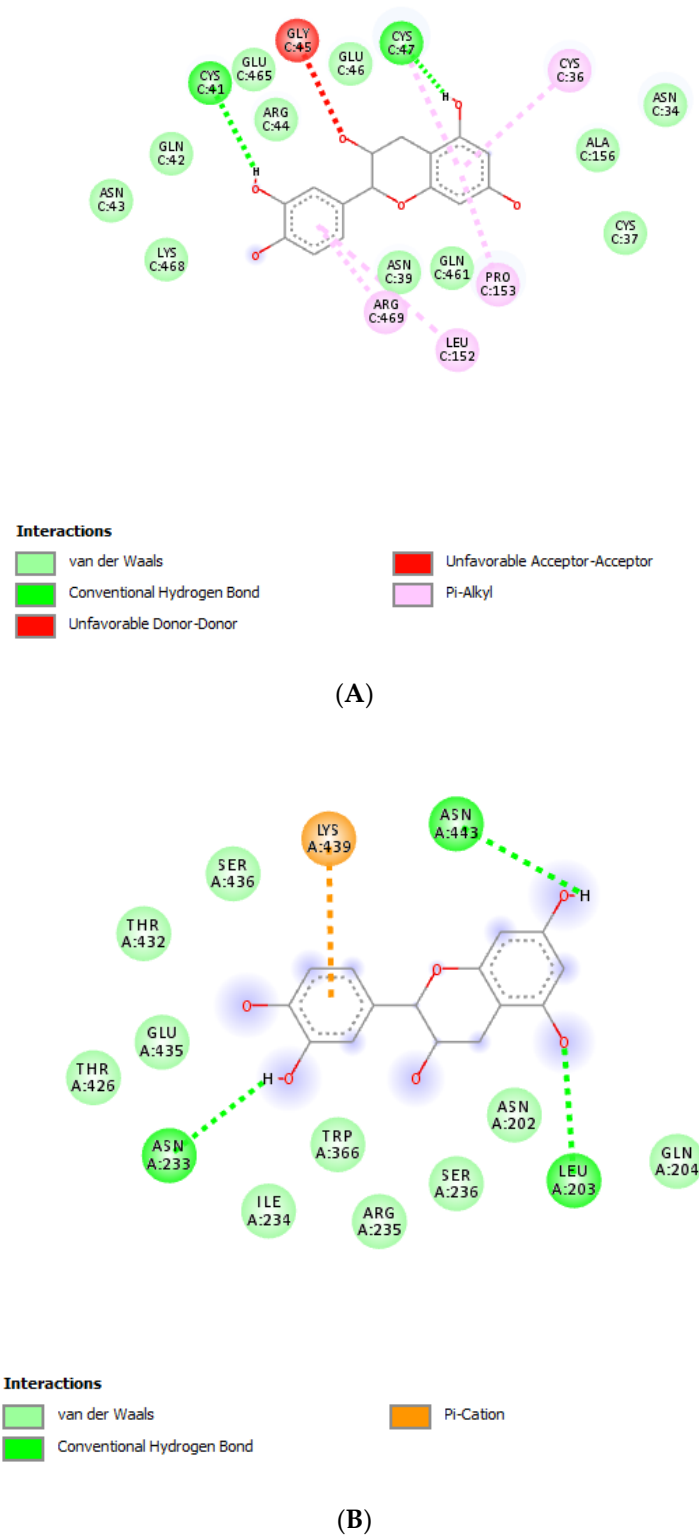 GLY
C:45
CYS
C:47
GLU
C:465
GLU
C:46
CYS
C:41
CYS
C:36
H
ASN
C:34
ARG
C:44
O
GLN
C:42
O
ALA
C:156
H
O
ASN
C:43
O
O
CYS
C:37
LYS
C:468
O
ASN
C:39
GLN
C:461
PRO
C:153
ARG
C:469
LEU
C:152
Interactions
van der Waals
Conventional Hydrogen Bond
Unfavorable Donor-Donor
Unfavorable Acceptor-Acceptor
Pi-Alkyl
(A)
ASN
A:443
LYS
A:439
SER
A:436
O H
THR
A:432
O
O
GLU
A:435
O
THR
A:426
H O
O
ASN
A:202
TRP
A:366
ASN
A:233
GLN
A:204
SER
A:236
LEU
A:203
ILE
A:234
ARG
A:235
Interactions
van der Waals
Conventional Hydrogen Bond
Pi-Cation
(B)